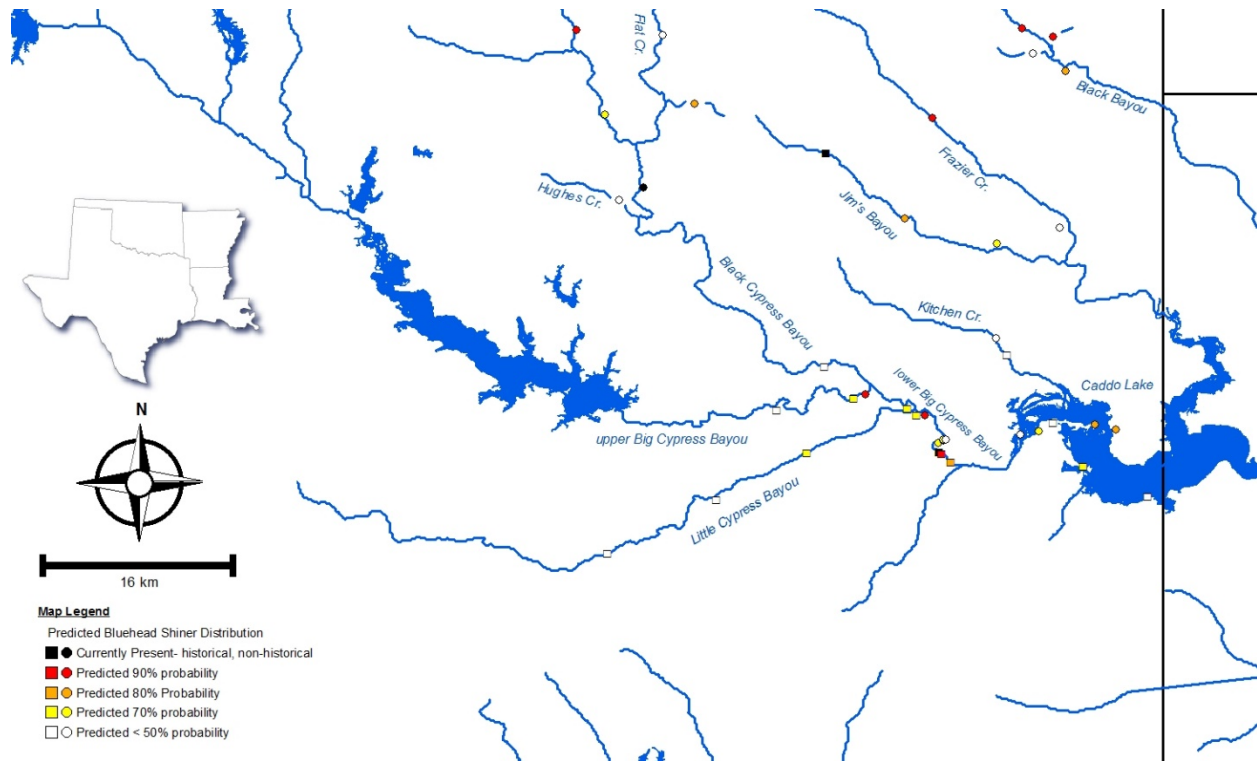 Flat Cr.
Black Bayou
Frazier Cr.
Hughes Cr.
Jim's Bayou
Black Cypress Bayou
Kitchen Cr.
Caddo Lake
lower Big Cypress Bayou
upper Big Cypress Bayou
Little Cypress Bayou
N
16 km
Map Legend
Predicted Bluehead Shiner Distribution
Currently Present- historical, non-historical
Predicted 90% probability
Predicted 80% Probability
Predicted 70% probability
Predicted < 50% probability